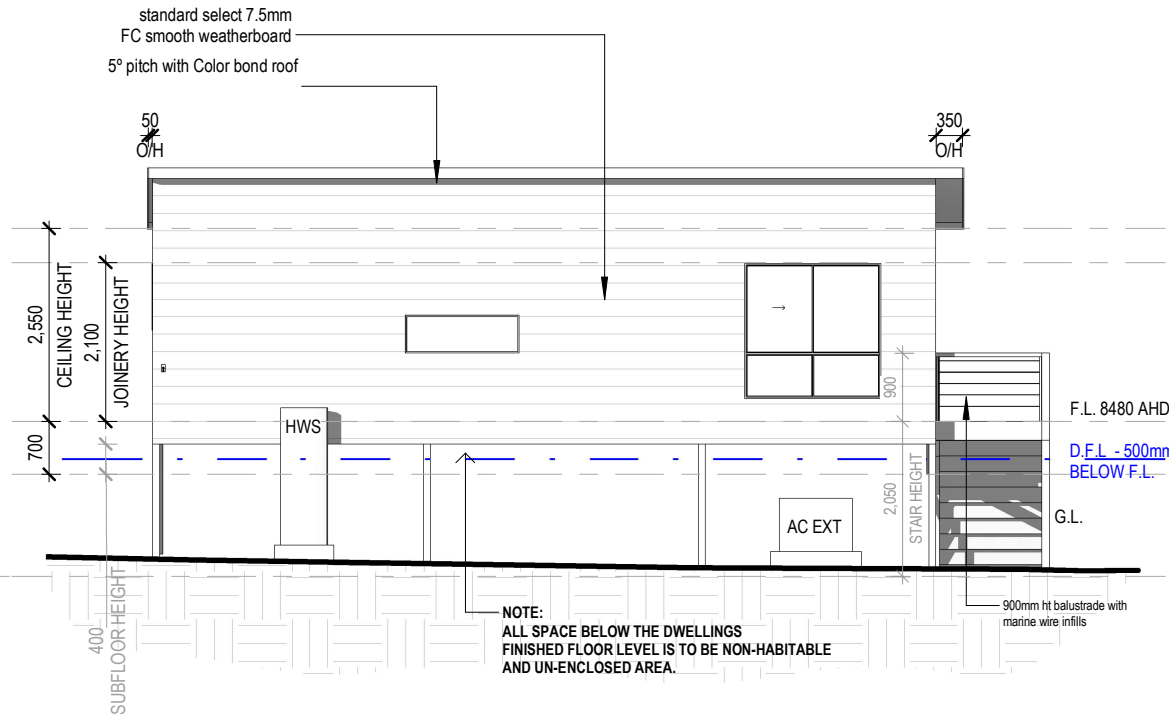 standard select 7.5mm
FC smooth weatherboard
5º pitch with Color bond roof
50
O/H
350
O/H
2,550
CEILING HEIGHT
2,100
JOINERY HEIGHT
700
400
SUBFLOOR HEIGHT
HWS
AC EXT
900
2,050
STAIR HEIGHT
F.L. 8480 AHD
D.F.L - 500mm
BELOW F.L.
G.L.
900mm ht balustrade with
marine wire infills
NOTE:
ALL SPACE BELOW THE DWELLINGS
FINISHED FLOOR LEVEL IS TO BE NON-HABITABLE
AND UN-ENCLOSED AREA.